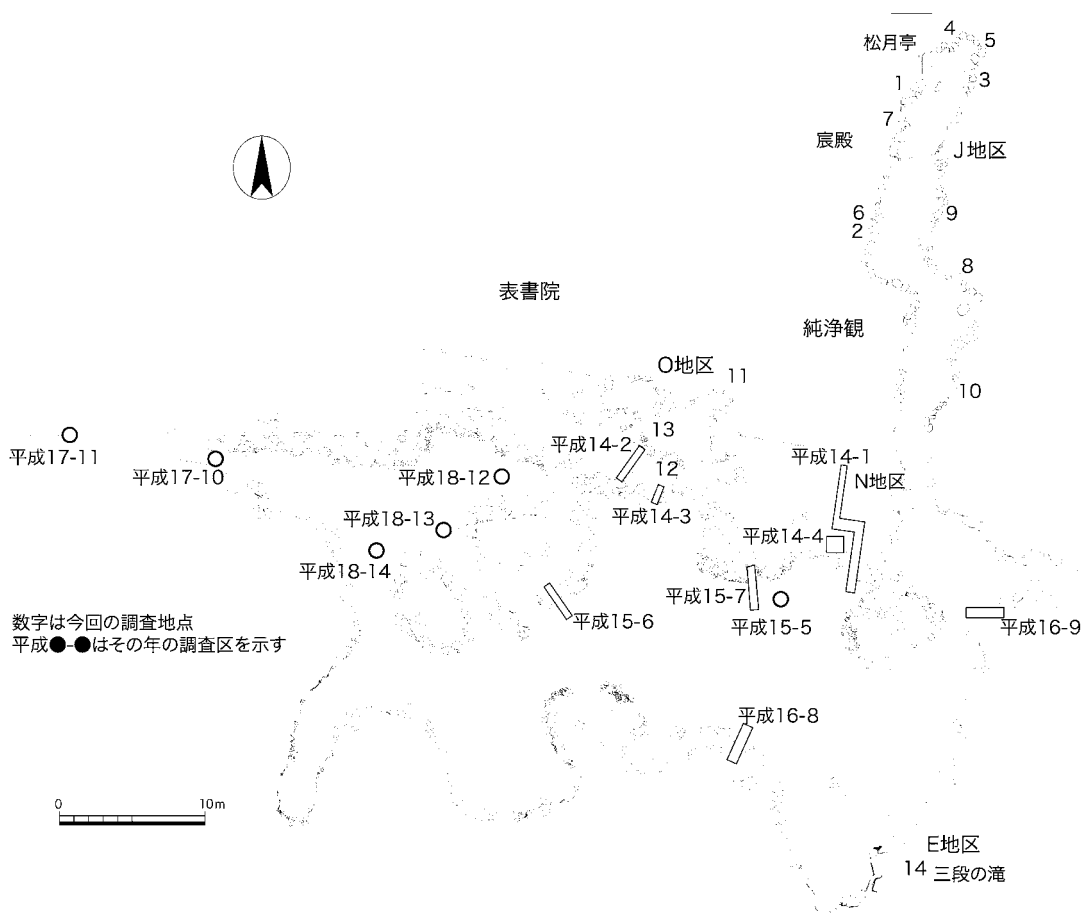 4
松月亭
5
1
3
7
宸殿
J地区
6
9
2
8
表書院
純浄観
O地区
11
10
13
平成14-2
平成14-1
平成17-11
12
平成17-10
平成18-12
N地区
平成14-3
平成18-13
平成14-4
平成18-14
平成15-7
平成15-6
平成15-5
平成16-9
数字は今回の調査地点
平成●-●はその年の調査区を示す
平成16-8
0
10m
E地区
14 三段の滝